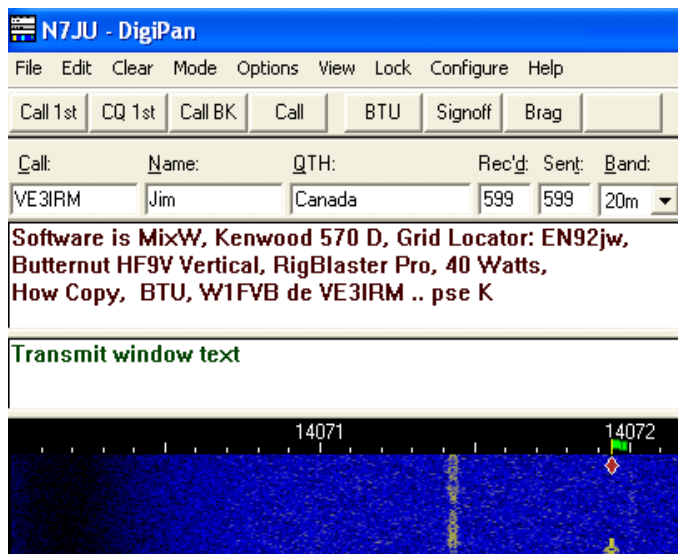 N7JU - DigiPan
File Edit Clear Mode Options View Lock Configure Help
Call 1st CQ 1st Call BK Call BTU Signoff Brag
Call: Name: QTH: Rec'd: Sent: Band:
VE3IRM Jim Canada 599 599 20m
Software is MixW, Kenwood 570 D, Grid Locator: EN92jw,
Butternut HF9V Vertical, RigBlaster Pro, 40 Watts,
How Copy, BTU, W1FVB de VE3IRM .. pse K
Transmit window text
14071 14072